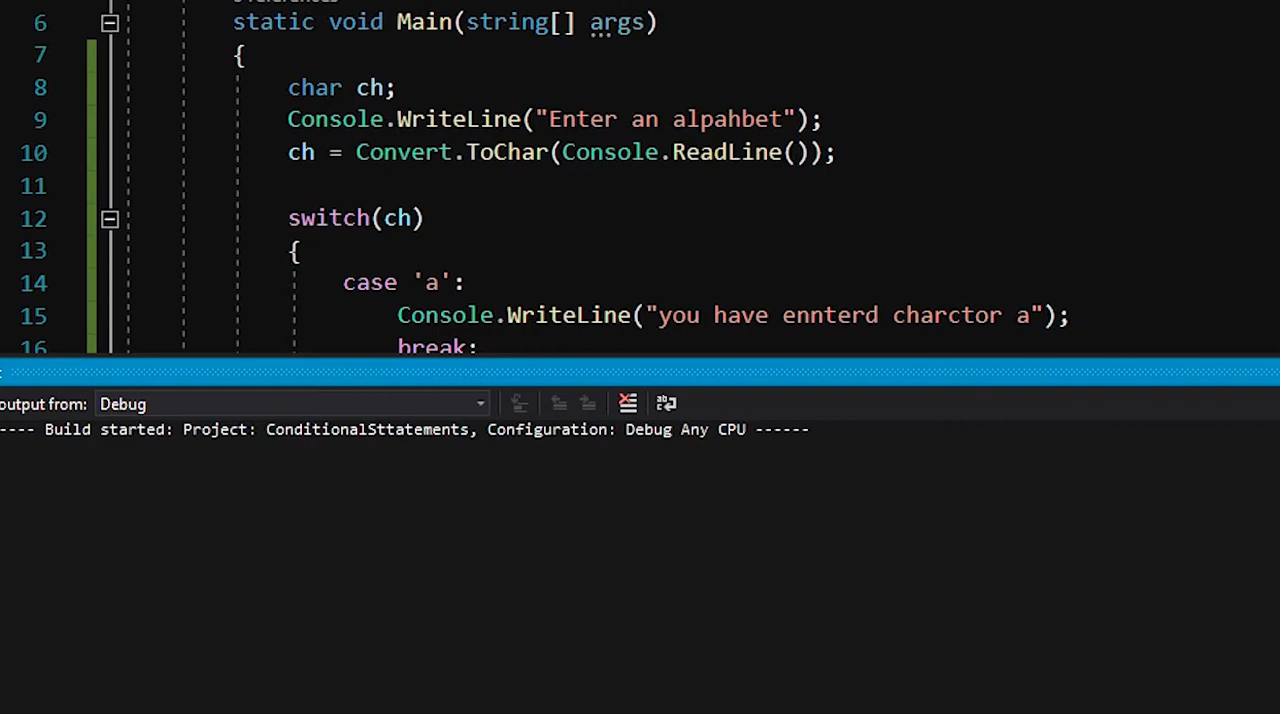 6 static void Main(string[] args)
7 {
8 char ch;
9 Console.WriteLine("Enter an alpahbet");
10 ch = Convert.ToChar(Console.ReadLine());
11
12 switch(ch)
13 {
14 case 'a':
15 Console.WriteLine("you have ennterd charctor a");
16 break;
output from: Debug
---- Build started: Project: ConditionalSttatements, Configuration: Debug Any CPU ------